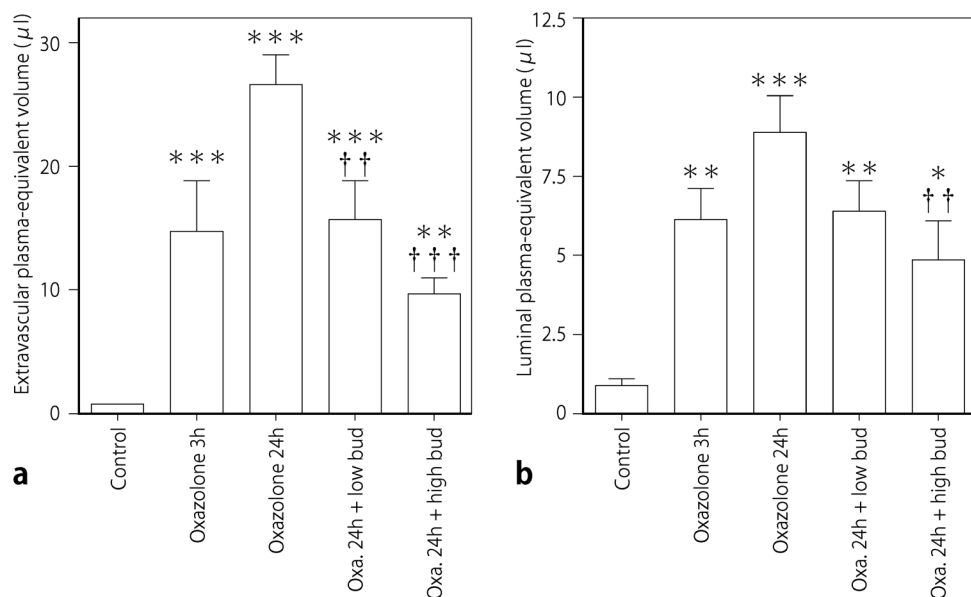 Extravascular plasma-equivalent volume (μl)
30
20
10
0
***
***
***
††
**
†††
Control
Oxazolone 3h
Oxazolone 24h
Oxa. 24h + low bud
Oxa. 24h + high bud
a
Luminal plasma-equivalent volume (μl)
12.5
10
7.5
5
2.5
0
**
***
**
*
††
Control
Oxazolone 3h
Oxazolone 24h
Oxa. 24h + low bud
Oxa. 24h + high bud
b